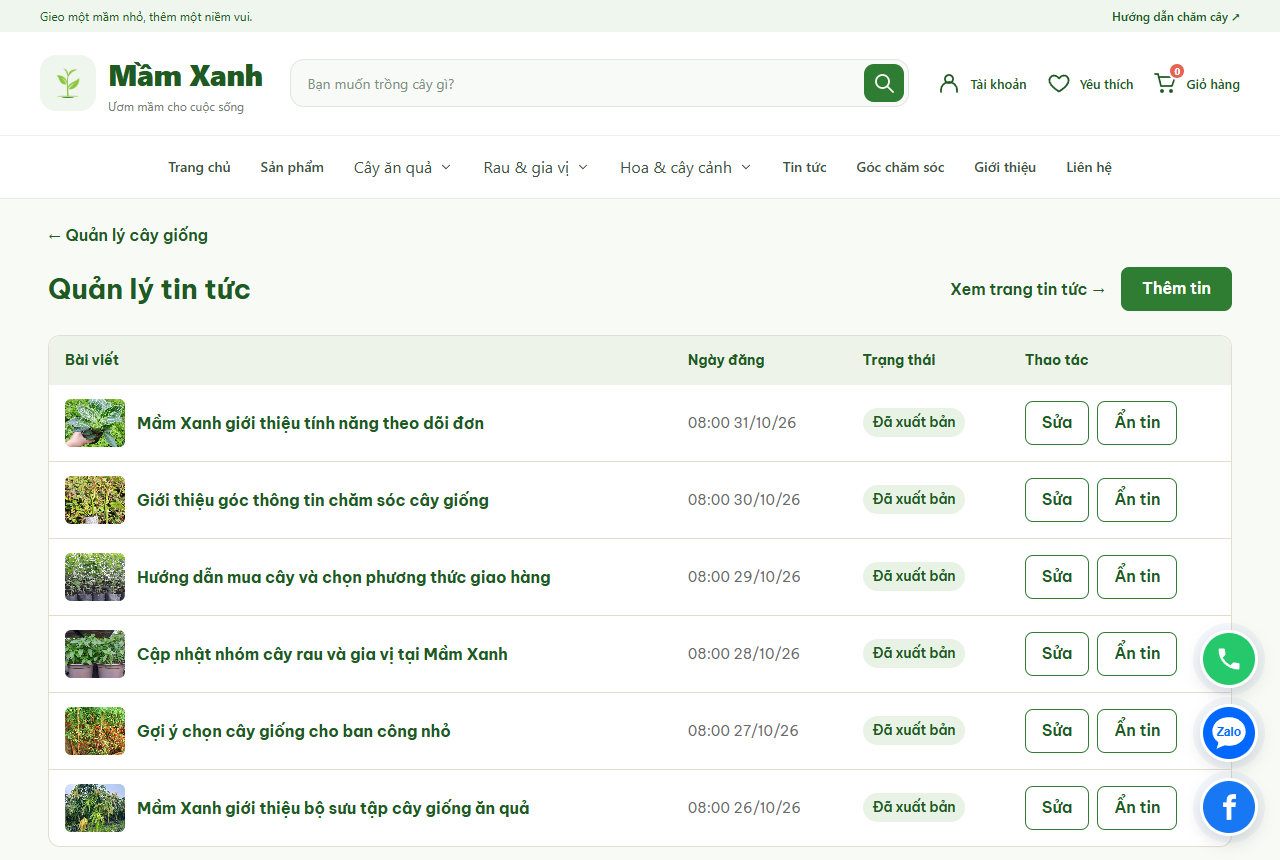 Gieo một mầm nhỏ, thêm một niềm vui.
Hướng dẫn chăm cây ↗
Mầm Xanh
Ươm mầm cho cuộc sống
Bạn muốn trồng cây gì?
Tài khoản
Yêu thích
0
Giỏ hàng
Trang chủ
Sản phẩm
Cây ăn quả
Rau & gia vị
Hoa & cây cảnh
Tin tức
Góc chăm sóc
Giới thiệu
Liên hệ
← Quản lý cây giống
Quản lý tin tức
Xem trang tin tức →
Thêm tin
Bài viết
Ngày đăng
Trạng thái
Thao tác
Mầm Xanh giới thiệu tính năng theo dõi đơn
08:00 31/10/26
Đã xuất bản
Sửa
Ẩn tin
Giới thiệu góc thông tin chăm sóc cây giống
08:00 30/10/26
Đã xuất bản
Sửa
Ẩn tin
Hướng dẫn mua cây và chọn phương thức giao hàng
08:00 29/10/26
Đã xuất bản
Sửa
Ẩn tin
Cập nhật nhóm cây rau và gia vị tại Mầm Xanh
08:00 28/10/26
Đã xuất bản
Sửa
Ẩn tin
Gợi ý chọn cây giống cho ban công nhỏ
08:00 27/10/26
Đã xuất bản
Sửa
Ẩn tin
Zalo
Mầm Xanh giới thiệu bộ sưu tập cây giống ăn quả
08:00 26/10/26
Đã xuất bản
Sửa
Ẩn tin